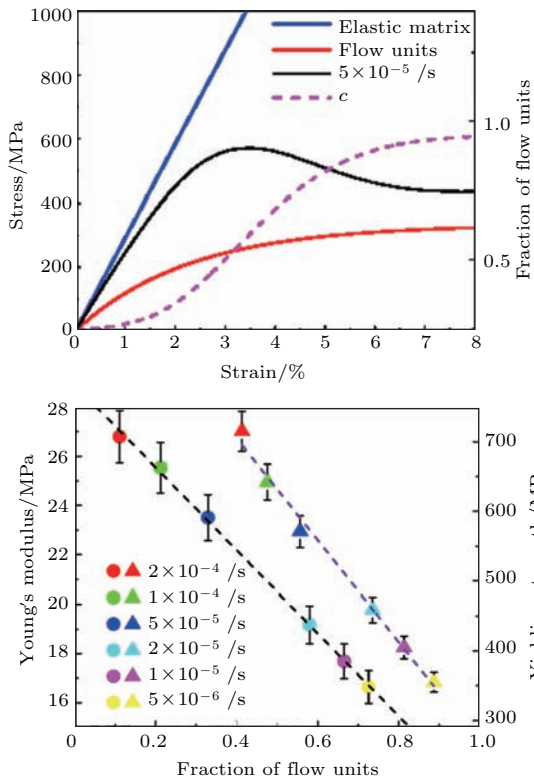 1000
800
600
400
200
0
Stress/MPa
Elastic matrix
Flow units
5×10⁻⁵ /s
c
1.0
0.5
Fraction of flow units
0 1 2 3 4 5 6 7 8
Strain/%
28
26
24
22
20
18
16
Young's modulus/MPa
2×10⁻⁴ /s
1×10⁻⁴ /s
5×10⁻⁵ /s
2×10⁻⁵ /s
1×10⁻⁵ /s
5×10⁻⁶ /s
700
600
500
400
300
0 0.2 0.4 0.6 0.8 1.0
Fraction of flow units